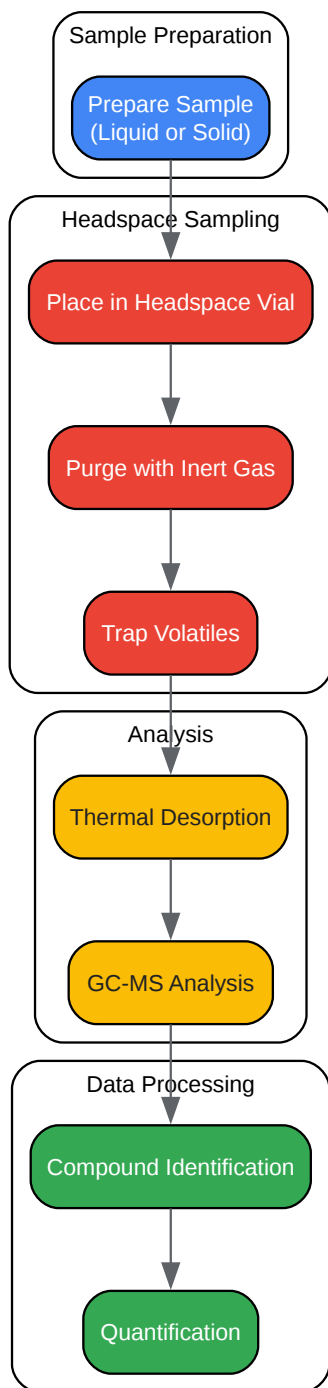 Sample Preparation
Prepare Sample
(Liquid or Solid)
Headspace Sampling
Place in Headspace Vial
Purge with Inert Gas
Trap Volatiles
Analysis
Thermal Desorption
GC-MS Analysis
Data Processing
Compound Identification
Quantification